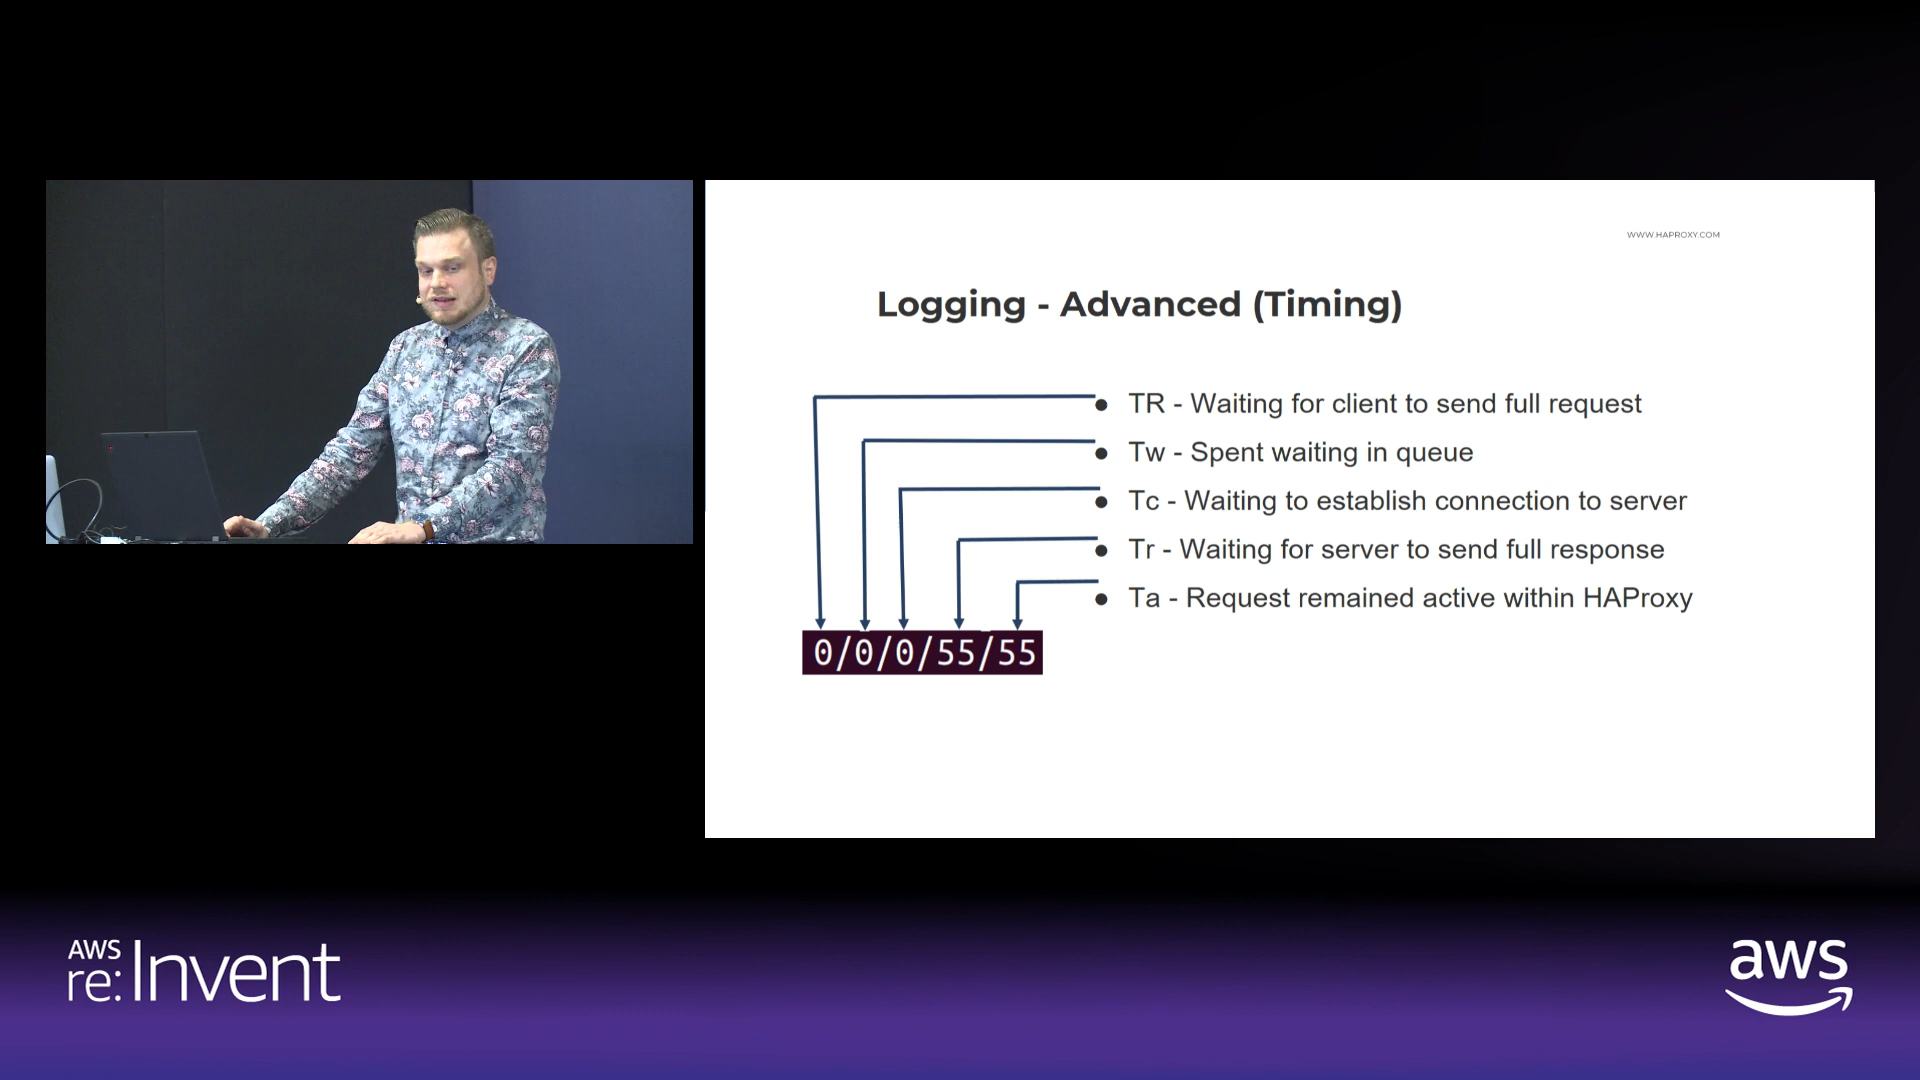 WWW.HAPROXY.COM
Logging - Advanced (Timing)
● TR - Waiting for client to send full request
● Tw - Spent waiting in queue
● Tc - Waiting to establish connection to server
● Tr - Waiting for server to send full response
● Ta - Request remained active within HAProxy
0/0/0/55/55
AWS
re:Invent
aws